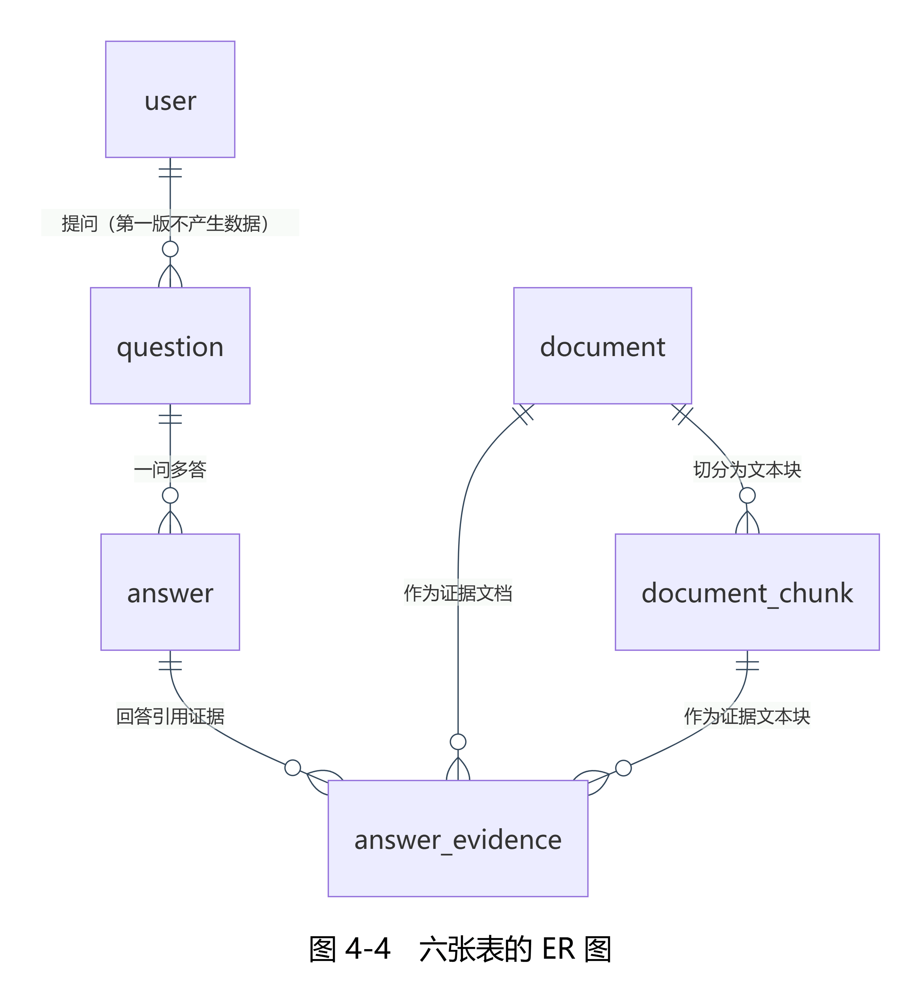 user
提问（第一版不产生数据）
question
document
一问多答
切分为文本块
answer
作为证据文档
document_chunk
回答引用证据
作为证据文本块
answer_evidence
图 4-4　六张表的 ER 图